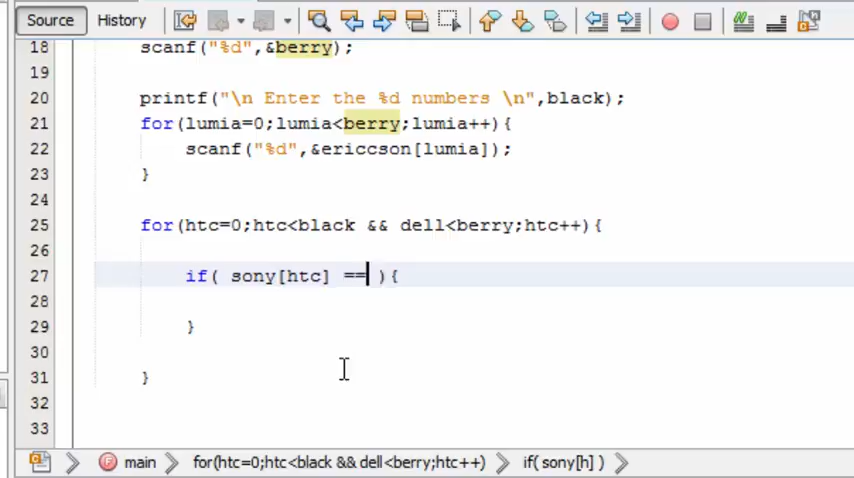 Source History
18 scanf("%d",&berry);
19
20 printf("\n Enter the %d numbers \n",black);
21 for(lumia=0;lumia<berry;lumia++){
22 scanf("%d",&ericcson[lumia]);
23 }
24
25 for(htc=0;htc<black && dell<berry;htc++){
26
27 if( sony[htc] == ){
28
29 }
30
31 }
32
33
main for(htc=0;htc<black && dell<berry;htc++) if( sony[h] )